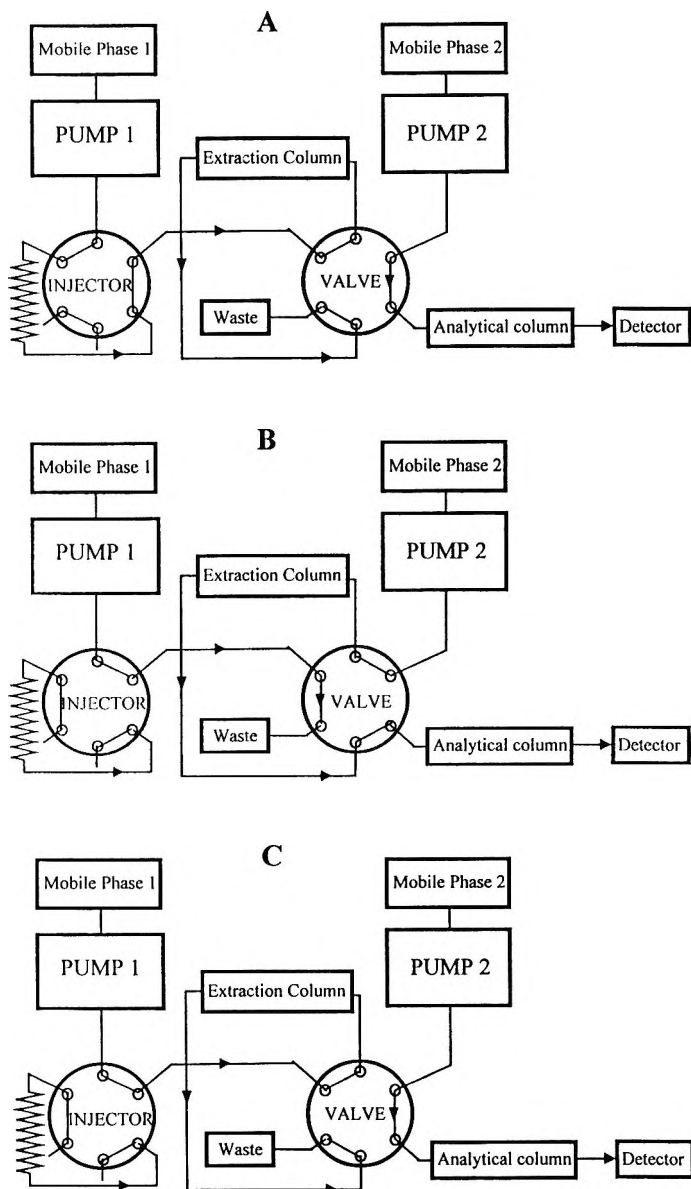 A
Mobile Phase 1
Mobile Phase 2
PUMP 1
PUMP 2
Extraction Column
INJECTOR
VALVE
Waste
Analytical column
Detector
B
Mobile Phase 1
Mobile Phase 2
PUMP 1
PUMP 2
Extraction Column
INJECTOR
VALVE
Waste
Analytical column
Detector
C
Mobile Phase 1
Mobile Phase 2
PUMP 1
PUMP 2
Extraction Column
INJECTOR
VALVE
Waste
Analytical column
Detector